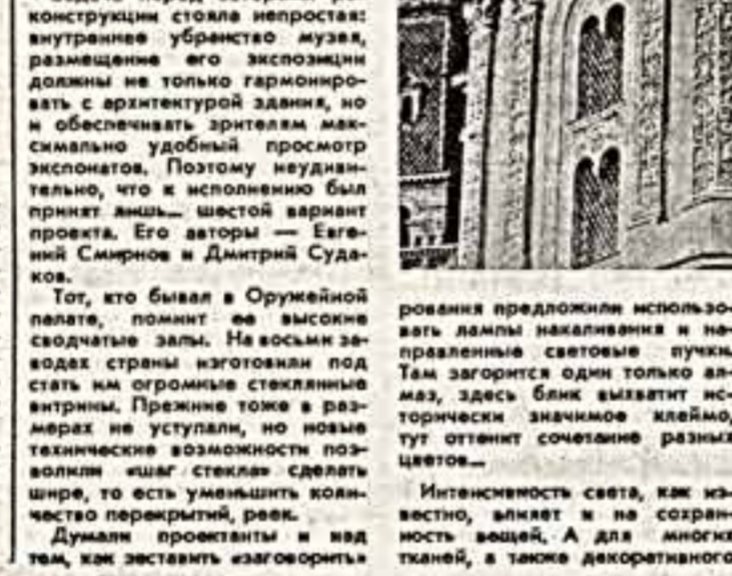 конструкции стояла непростая:
внутреннее убранство музея,
размещение его экспозиции
должны не только гармониро-
вать с архитектурой здания, но
и обеспечивать зрителям мак-
симально удобный просмотр
экспонатов. Поэтому неудиви-
тельно, что к исполнению был
принят лишь... шестой вариант
проекта. Его авторы — Евге-
ний Смирнов и Дмитрий Суда-
ков.
Тот, кто бывал в Оружейной
палате, помнит ее высокие
сводчатые залы. На восьми за-
водах страны изготовили под
стать им огромные стеклянные
витрины. Прежние тоже в раз-
мерах не уступали, но новые
технические возможности поз-
волили «шаг стекла» сделать
шире, то есть уменьшить коли-
чество перекрытий, реек.
Думали проектанты и над
тем, как заставить «заговорить»
рования предложили использо-
вать лампы накаливания и на-
правленные световые пучки.
Там загорится один только ал-
маз, здесь блик выхватит ис-
торически значимое клеймо,
тут оттенит сочетание разных
цветов...
Интенсивность света, как из-
вестно, влияет и на сохран-
ность вещей. А для многих
тканей, а также декоративного